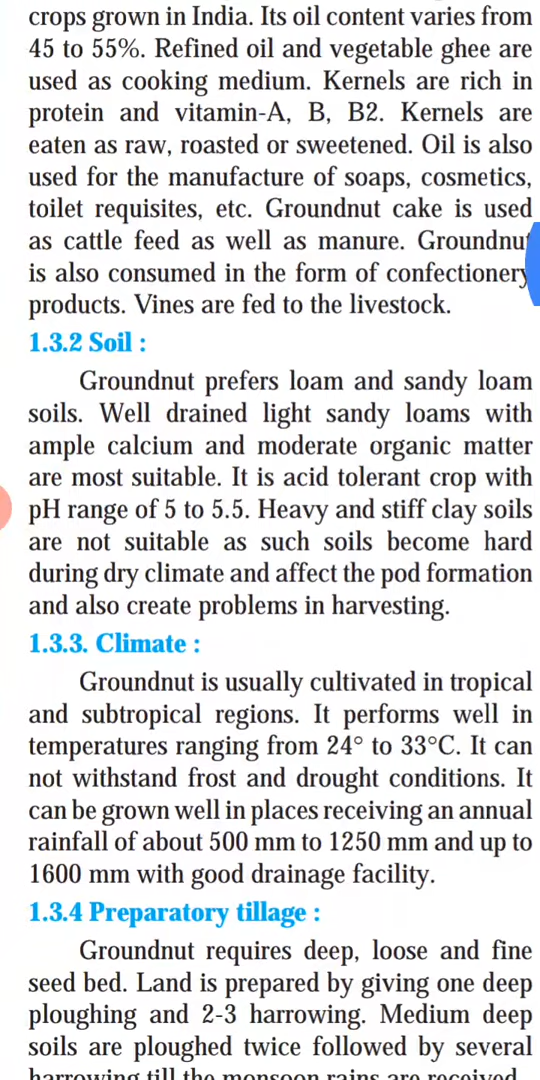 crops grown in India. Its oil content varies from
45 to 55%. Refined oil and vegetable ghee are
used as cooking medium. Kernels are rich in
protein and vitamin-A, B, B2. Kernels are
eaten as raw, roasted or sweetened. Oil is also
used for the manufacture of soaps, cosmetics,
toilet requisites, etc. Groundnut cake is used
as cattle feed as well as manure. Groundnut
is also consumed in the form of confectionery
products. Vines are fed to the livestock.
1.3.2 Soil :
Groundnut prefers loam and sandy loam
soils. Well drained light sandy loams with
ample calcium and moderate organic matter
are most suitable. It is acid tolerant crop with
pH range of 5 to 5.5. Heavy and stiff clay soils
are not suitable as such soils become hard
during dry climate and affect the pod formation
and also create problems in harvesting.
1.3.3. Climate :
Groundnut is usually cultivated in tropical
and subtropical regions. It performs well in
temperatures ranging from 24° to 33°C. It can
not withstand frost and drought conditions. It
can be grown well in places receiving an annual
rainfall of about 500 mm to 1250 mm and up to
1600 mm with good drainage facility.
1.3.4 Preparatory tillage :
Groundnut requires deep, loose and fine
seed bed. Land is prepared by giving one deep
ploughing and 2-3 harrowing. Medium deep
soils are ploughed twice followed by several
harrowing till the monsoon rains are received.